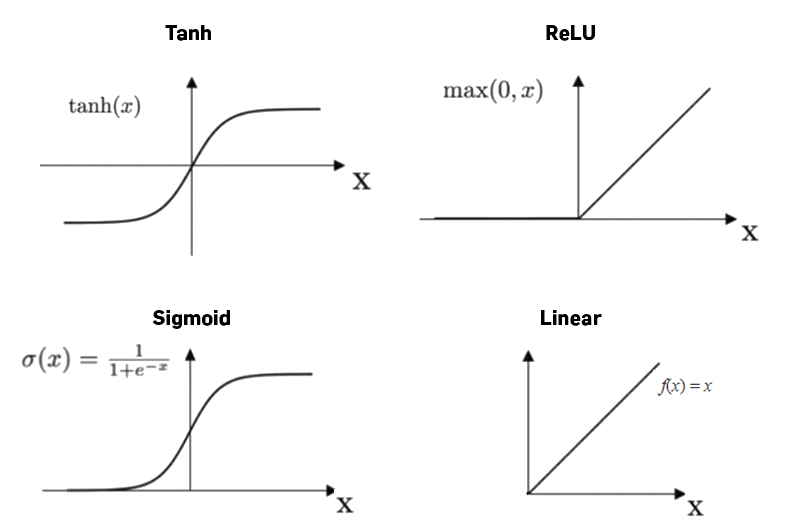 Tanh
tanh(x)
X
ReLU
max(0, x)
X
Sigmoid
σ(x) = 1/(1+e^{-x})
X
Linear
f(x) = x
X